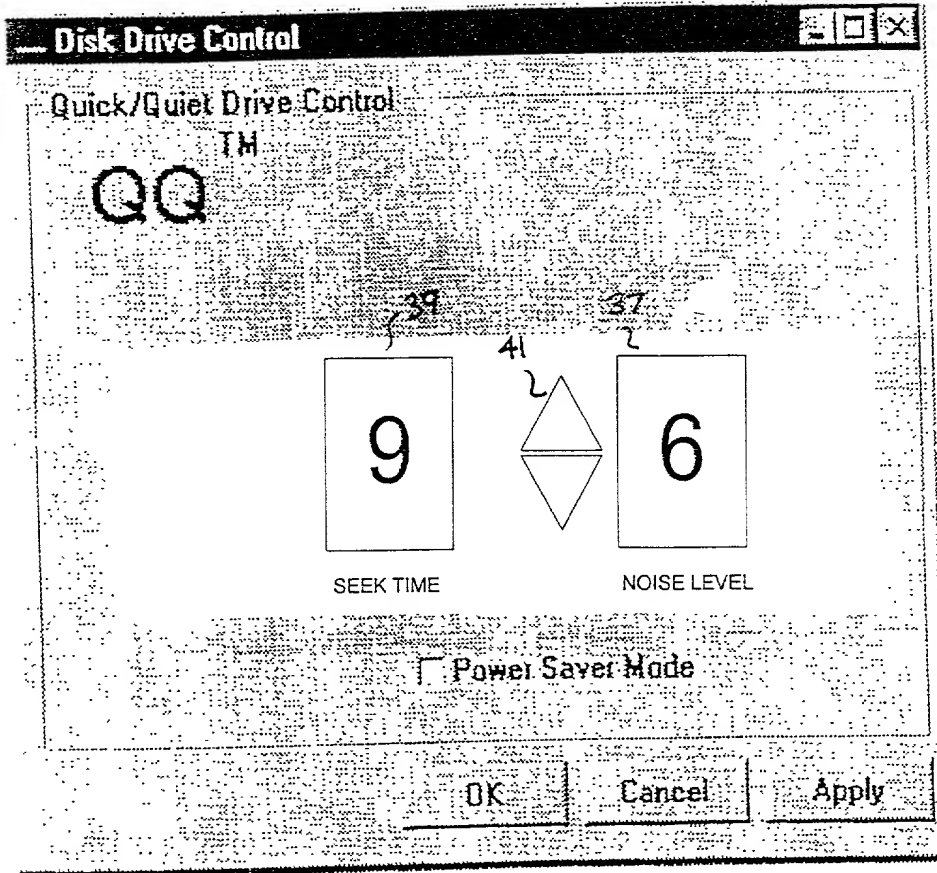 Disk Drive Control
Quick/Quiet Drive Control
TM
QQ
39
41
37
9
6
SEEK TIME
NOISE LEVEL
Power Saver Mode
OK
Cancel
Apply